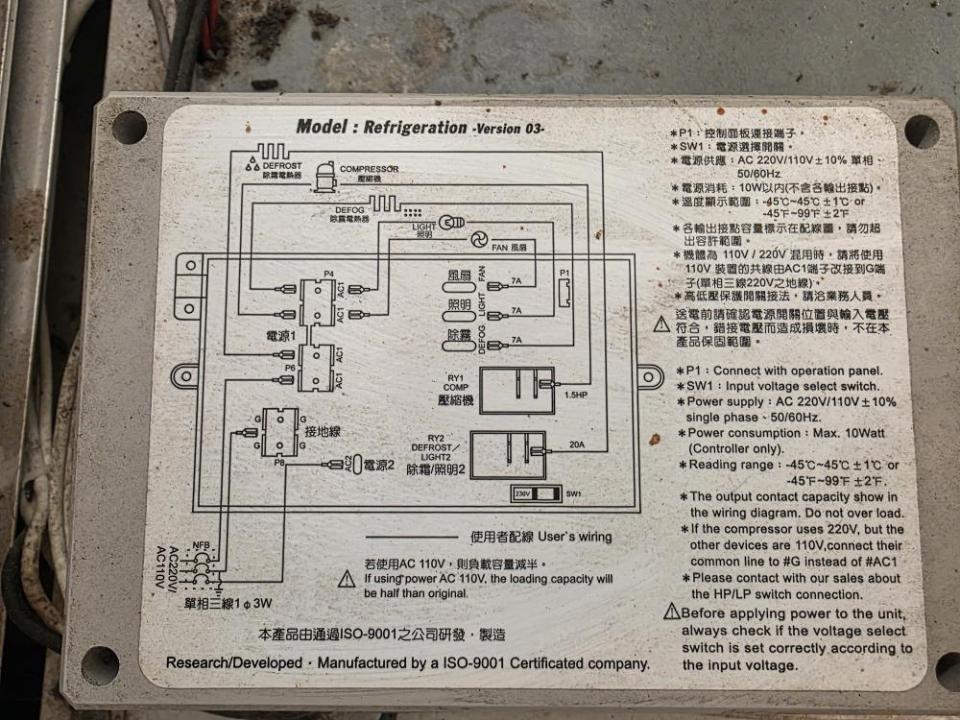 Model : Refrigeration -Version 03-
DEFROST
除霜電熱器
COMPRESSOR
壓縮機
DEFOG
除霧電熱器
LIGHT
照明
FAN 風扇
P4
AC1
AC1
電源1
P6
AC1
AC1
G G
接地線
G G
P8
AC2
電源2
風扇 FAN 7A
照明 LIGHT 7A
除霧 DEFOG 7A
P1
RY1
COMP
壓縮機
1.5HP
RY2
DEFROST/
LIGHT2
除霜/照明2
20A
230V
SW1
NFB
AC220V/
AC110V
單相三線1 φ 3W
使用者配線 User's wiring
若使用AC 110V，則負載容量減半。
If using power AC 110V, the loading capacity will
be half than original.
本產品由通過ISO-9001之公司研發．製造
Research/Developed · Manufactured by a ISO-9001 Certificated company.
*P1：控制面板連接端子。
*SW1：電源選擇開關。
*電源供應：AC 220V/110V±10% 單相、
50/60Hz
*電源消耗：10W以內(不含各輸出接點)。
*溫度顯示範圍：-45℃~45℃ ±1℃ or
-45℉~99℉ ±2℉
*各輸出接點容量標示在配線圖，請勿超
出容許範圍。
*機體為 110V / 220V 混用時，請將使用
110V 裝置的共線由AC1端子改接到G端
子(單相三線220V之地線)。
*高低壓保護開關接法，請洽業務人員。
送電前請確認電源開關位置與輸入電壓
符合，錯接電壓而造成損壞時，不在本
產品保固範圍。
*P1：Connect with operation panel.
*SW1：Input voltage select switch.
*Power supply：AC 220V/110V±10%
single phase、50/60Hz.
*Power consumption：Max. 10Watt
(Controller only).
*Reading range：-45℃~45℃ ±1℃ or
-45℉~99℉ ±2℉.
*The output contact capacity show in
the wiring diagram. Do not over load.
*If the compressor uses 220V, but the
other devices are 110V,connect their
common line to #G instead of #AC1
*Please contact with our sales about
the HP/LP switch connection.
Before applying power to the unit,
always check if the voltage select
switch is set correctly according to
the input voltage.